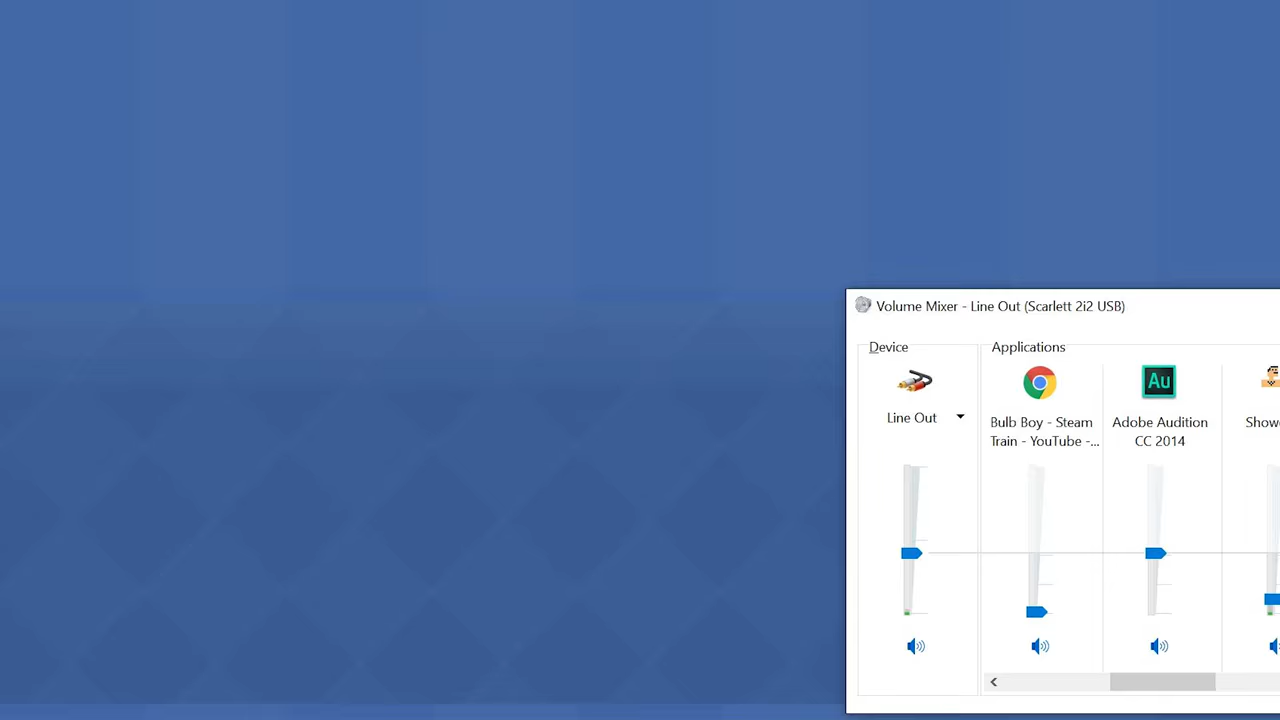 Volume Mixer - Line Out (Scarlett 2i2 USB)
Device
Applications
Line Out
Bulb Boy - Steam
Train - YouTube -...
Au
Adobe Audition
CC 2014
Show